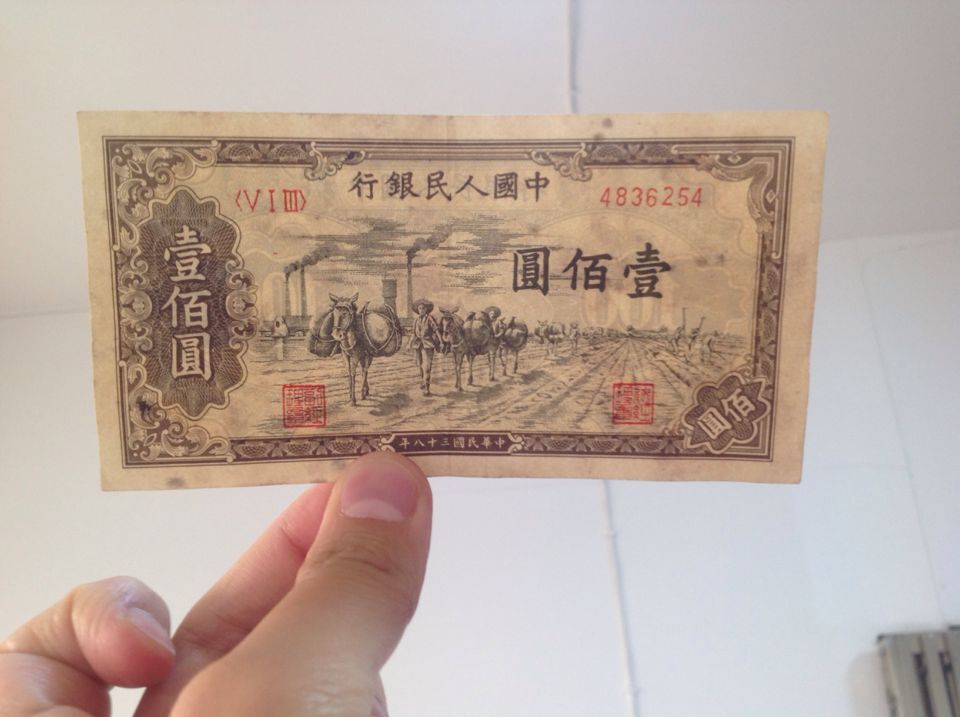 中國人民銀行
〈VIⅢ〉
4836254
壹佰圓
壹佰圓
佰圓
中華民國三十八年